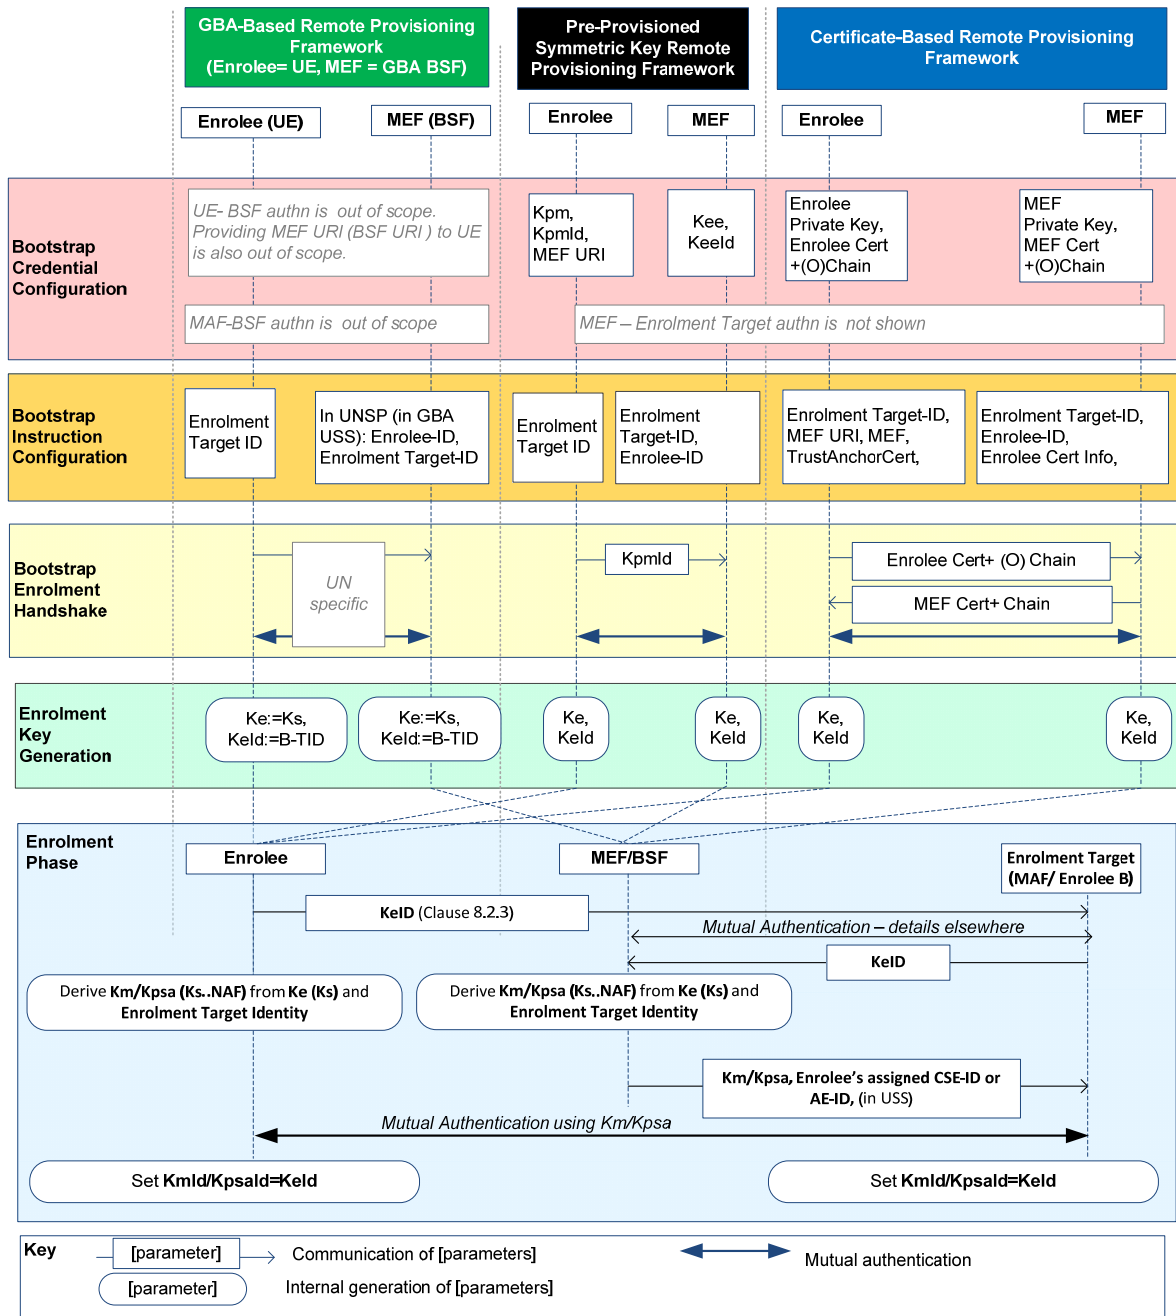 GBA-Based Remote Provisioning
Framework
(Enrolee= UE, MEF = GBA BSF)
Pre-Provisioned
Symmetric Key Remote
Provisioning Framework
Certificate-Based Remote Provisioning
Framework
Enrolee (UE)
MEF (BSF)
Enrolee
MEF
Enrolee
MEF
Bootstrap
Credential
Configuration
UE- BSF authn is out of scope.
Providing MEF URI (BSF URI ) to UE
is also out of scope.
Kpm,
KpmId,
MEF URI
Kee,
KeeId
Enrolee
Private Key,
Enrolee Cert
+(O)Chain
MEF
Private Key,
MEF Cert
+(O)Chain
MAF-BSF authn is out of scope
MEF – Enrolment Target authn is not shown
Bootstrap
Instruction
Configuration
Enrolment
Target ID
In UNSP (in GBA
USS): Enrolee-ID,
Enrolment Target-ID
Enrolment
Target ID
Enrolment
Target-ID,
Enrolee-ID
Enrolment Target-ID,
MEF URI, MEF,
TrustAnchorCert,
Enrolment Target-ID,
Enrolee-ID,
Enrolee Cert Info,
Bootstrap
Enrolment
Handshake
UN
specific
KpmId
Enrolee Cert+ (O) Chain
MEF Cert+ Chain
Enrolment
Key
Generation
Ke:=Ks,
KeId:=B-TID
Ke:=Ks,
KeId:=B-TID
Ke,
KeId
Ke,
KeId
Ke,
KeId
Ke,
KeId
Enrolment
Phase
Enrolee
MEF/BSF
Enrolment Target
(MAF/ Enrolee B)
KeID (Clause 8.2.3)
Mutual Authentication – details elsewhere
KeID
Derive Km/Kpsa (Ks..NAF) from Ke (Ks) and
Enrolment Target Identity
Derive Km/Kpsa (Ks..NAF) from Ke (Ks) and
Enrolment Target Identity
Km/Kpsa, Enrolee's assigned CSE-ID or
AE-ID, (in USS)
Mutual Authentication using Km/Kpsa
Set KmId/KpsaId=KeId
Set KmId/KpsaId=KeId
Key
[parameter]
Communication of [parameters]
Mutual authentication
[parameter]
Internal generation of [parameters]